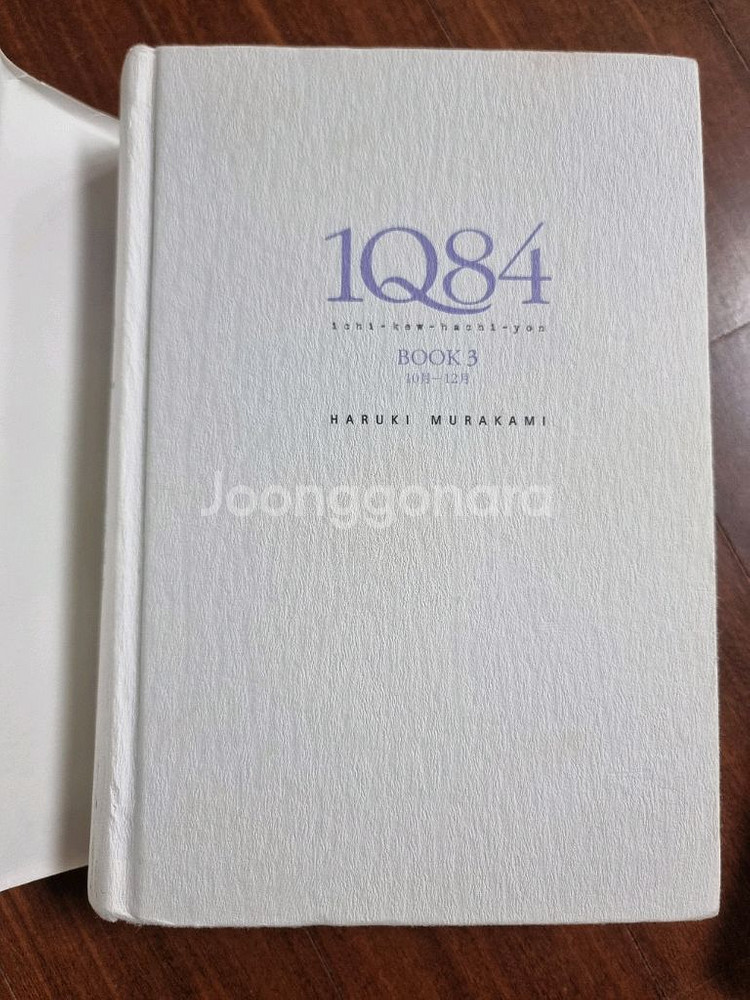 1Q84
ichi-kew-hachi-yon
BOOK 3
10月-12月
HARUKI MURAKAMI
Joonggonara